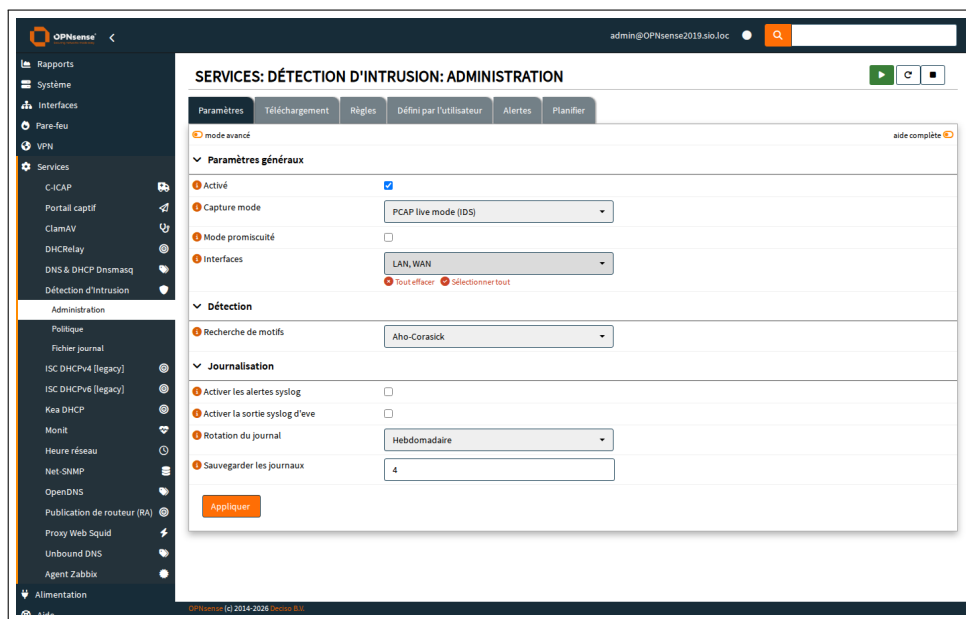 OPNsense
admin@OPNsense2019.sio.loc
Rapports
Système
Interfaces
Pare-feu
VPN
Services
C-ICAP
Portail captif
ClamAV
DHCRelay
DNS & DHCP Dnsmasq
Détection d'Intrusion
Administration
Politique
Fichier journal
ISC DHCPv4 [legacy]
ISC DHCPv6 [legacy]
Kea DHCP
Monit
Heure réseau
Net-SNMP
OpenDNS
Publication de routeur (RA)
Proxy Web Squid
Unbound DNS
Agent Zabbix
Alimentation
Aide
SERVICES: DÉTECTION D'INTRUSION: ADMINISTRATION
Paramètres Téléchargement Règles Défini par l'utilisateur Alertes Planifier
mode avancé aide complète
Paramètres généraux
Activé
Capture mode PCAP live mode (IDS)
Mode promiscuité
Interfaces LAN, WAN
Tout effacer Sélectionner tout
Détection
Recherche de motifs Aho-Corasick
Journalisation
Activer les alertes syslog
Activer la sortie syslog d'eve
Rotation du journal Hebdomadaire
Sauvegarder les journaux 4
Appliquer
OPNsense (c) 2014-2026 Deciso B.V.